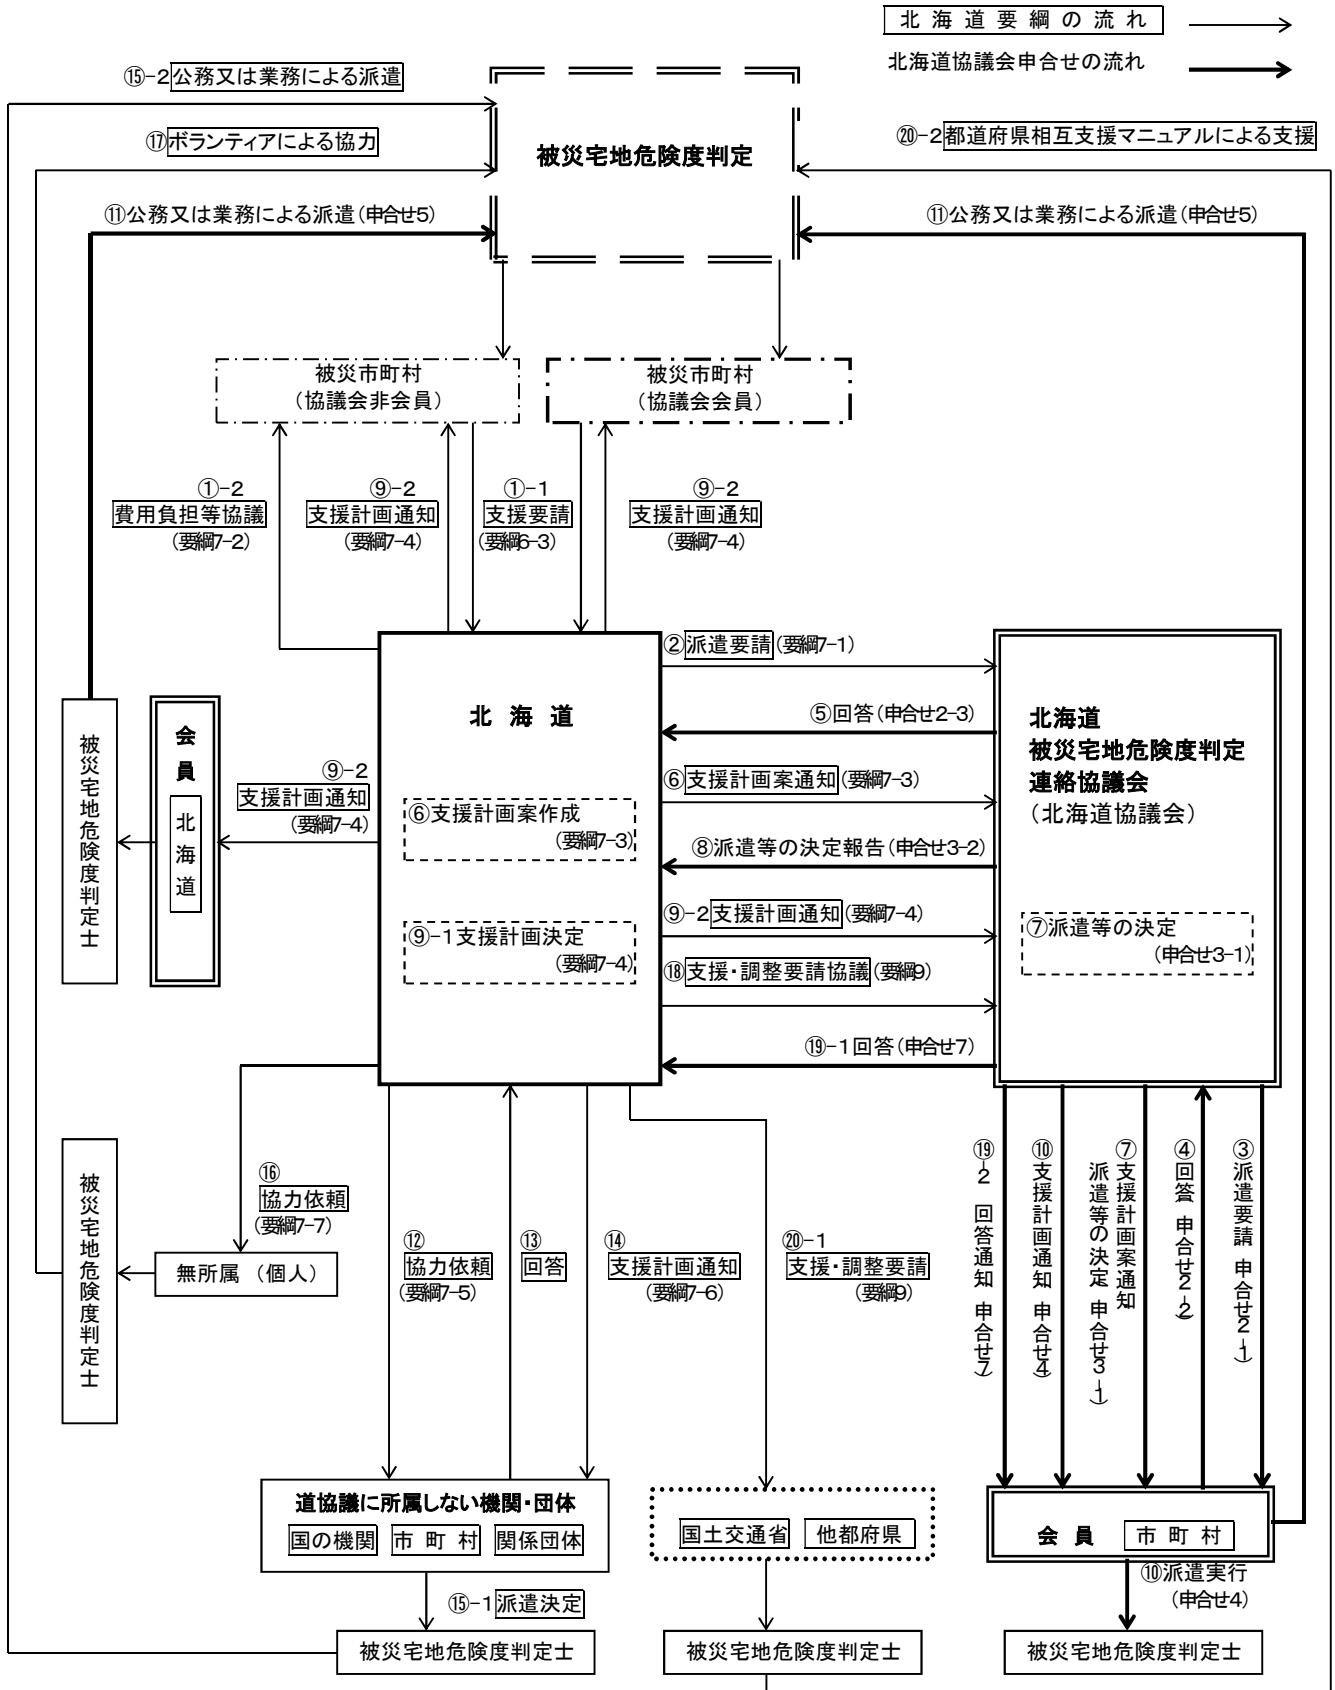 北海道要綱の流れ
北海道協議会申合せの流れ
⑮-2公務又は業務による派遣
⑰ボランティアによる協力
被災宅地危険度判定
⑳-2都道府県相互支援マニュアルによる支援
⑪公務又は業務による派遣(申合せ5)
⑪公務又は業務による派遣(申合せ5)
被災市町村
(協議会非会員)
被災市町村
(協議会会員)
①-2
費用負担等協議
(要綱7-2)
⑨-2
支援計画通知
(要綱7-4)
①-1
支援要請
(要綱6-3)
⑨-2
支援計画通知
(要綱7-4)
②派遣要請(要綱7-1)
⑤回答(申合せ2-3)
⑥支援計画案通知(要綱7-3)
⑧派遣等の決定報告(申合せ3-2)
⑨-2支援計画通知(要綱7-4)
⑱支援・調整要請協議(要綱9)
⑲-1回答(申合せ7)
北海道
⑥支援計画案作成
(要綱7-3)
⑨-1支援計画決定
(要綱7-4)
北海道
被災宅地危険度判定
連絡協議会
(北海道協議会)
⑦派遣等の決定
(申合せ3-1)
被災宅地危険度判定士
会員
北海道
⑨-2
支援計画通知
(要綱7-4)
被災宅地危険度判定士
⑯
協力依頼
(要綱7-7)
無所属(個人)
⑫
協力依頼
(要綱7-5)
⑬
回答
⑭
支援計画通知
(要綱7-6)
⑳-1
支援・調整要請
(要綱9)
⑲-2 回答通知 申合せ7)
⑩支援計画通知 申合せ4)
⑦支援計画案通知
派遣等の決定 申合せ3-1)
④回答 申合せ2-2)
③派遣要請 申合せ2-1)
道協議に所属しない機関・団体
国の機関 市町村 関係団体
国土交通省 他都府県
会員 市町村
⑮-1派遣決定
⑩派遣実行
(申合せ4)
被災宅地危険度判定士
被災宅地危険度判定士
被災宅地危険度判定士